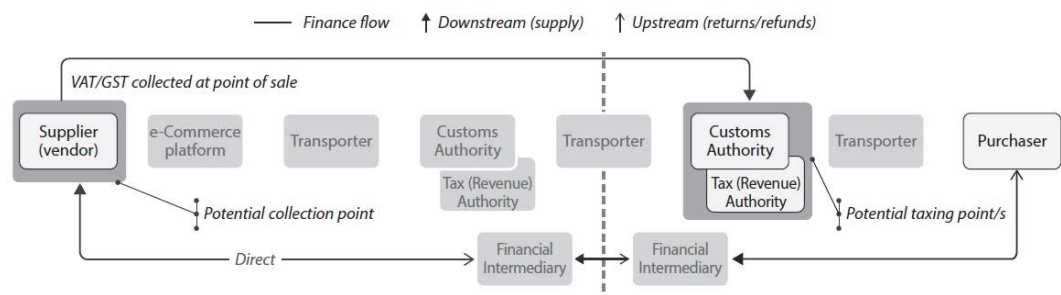 Finance flow
Downstream (supply)
Upstream (returns/refunds)
VAT/GST collected at point of sale
Supplier
(vendor)
e-Commerce
platform
Transporter
Customs
Authority
Tax (Revenue)
Authority
Transporter
Customs
Authority
Tax (Revenue)
Authority
Transporter
Purchaser
Potential collection point
Potential taxing point/s
Direct
Financial
Intermediary
Financial
Intermediary